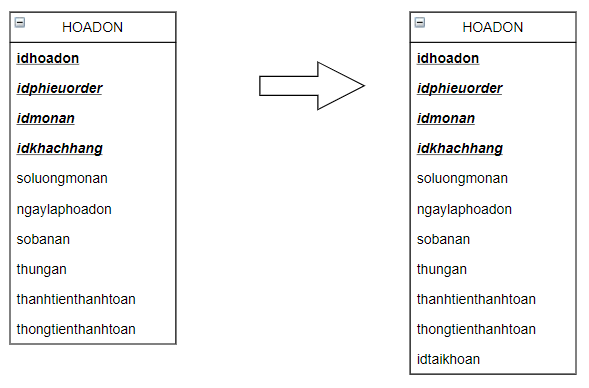 HOADON
idhoadon
idphieuorder
idmonan
idkhachhang
soluongmonan
ngaylaphoadon
sobanan
thungan
thanhtienthanhtoan
thongtienthanhtoan
HOADON
idhoadon
idphieuorder
idmonan
idkhachhang
soluongmonan
ngaylaphoadon
sobanan
thungan
thanhtienthanhtoan
thongtienthanhtoan
idtaikhoan